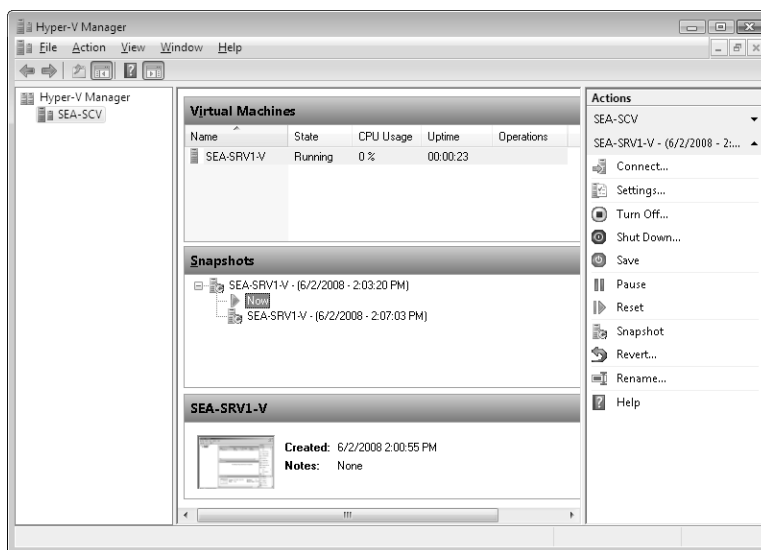 Hyper-V Manager
File Action View Window Help
Hyper-V Manager
SEA-SCV
Virtual Machines
Name State CPU Usage Uptime Operations
SEA-SRV1-V Running 0 % 00:00:23
Snapshots
SEA-SRV1-V - (6/2/2008 - 2:03:20 PM)
Now
SEA-SRV1-V - (6/2/2008 - 2:07:03 PM)
SEA-SRV1-V
Created: 6/2/2008 2:00:55 PM
Notes: None
Actions
SEA-SCV
SEA-SRV1-V - (6/2/2008 - 2:...
Connect...
Settings...
Turn Off...
Shut Down...
Save
Pause
Reset
Snapshot
Revert...
Rename...
Help